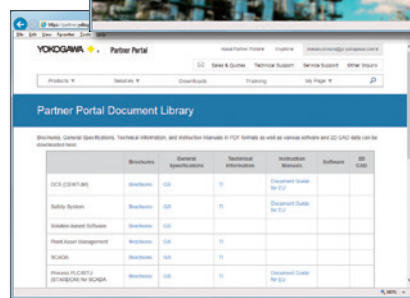 YOKOGAWA Partner Portal
Sales & Quotes Technical Support Service Support Other Inquiry
Products Services Downloads Training My Page
Partner Portal Document Library
Brochures, General Specifications, Technical Information, and Instruction Manuals in PDF formats as well as various software and 2D CAD data can be downloaded here.
Brochures General Specifications Technical Information Instruction Manuals Software 2D CAD
DCS (CENTUM) Brochures GS TI Document Guide for EU
Safety System Brochures GS TI Document Guide for EU
Solution-based Software Brochures GS
Plant Asset Management Brochures GS TI
SCADA Brochures GS TI
Process PLC/RTU (STARDOM) for SCADA Brochures GS TI Document Guide for EU